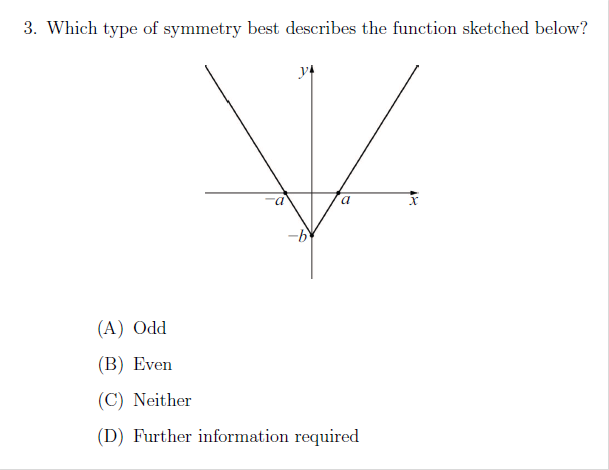 3. Which type of symmetry best describes the function sketched below?
y
−a
a
x
−b
(A) Odd
(B) Even
(C) Neither
(D) Further information required